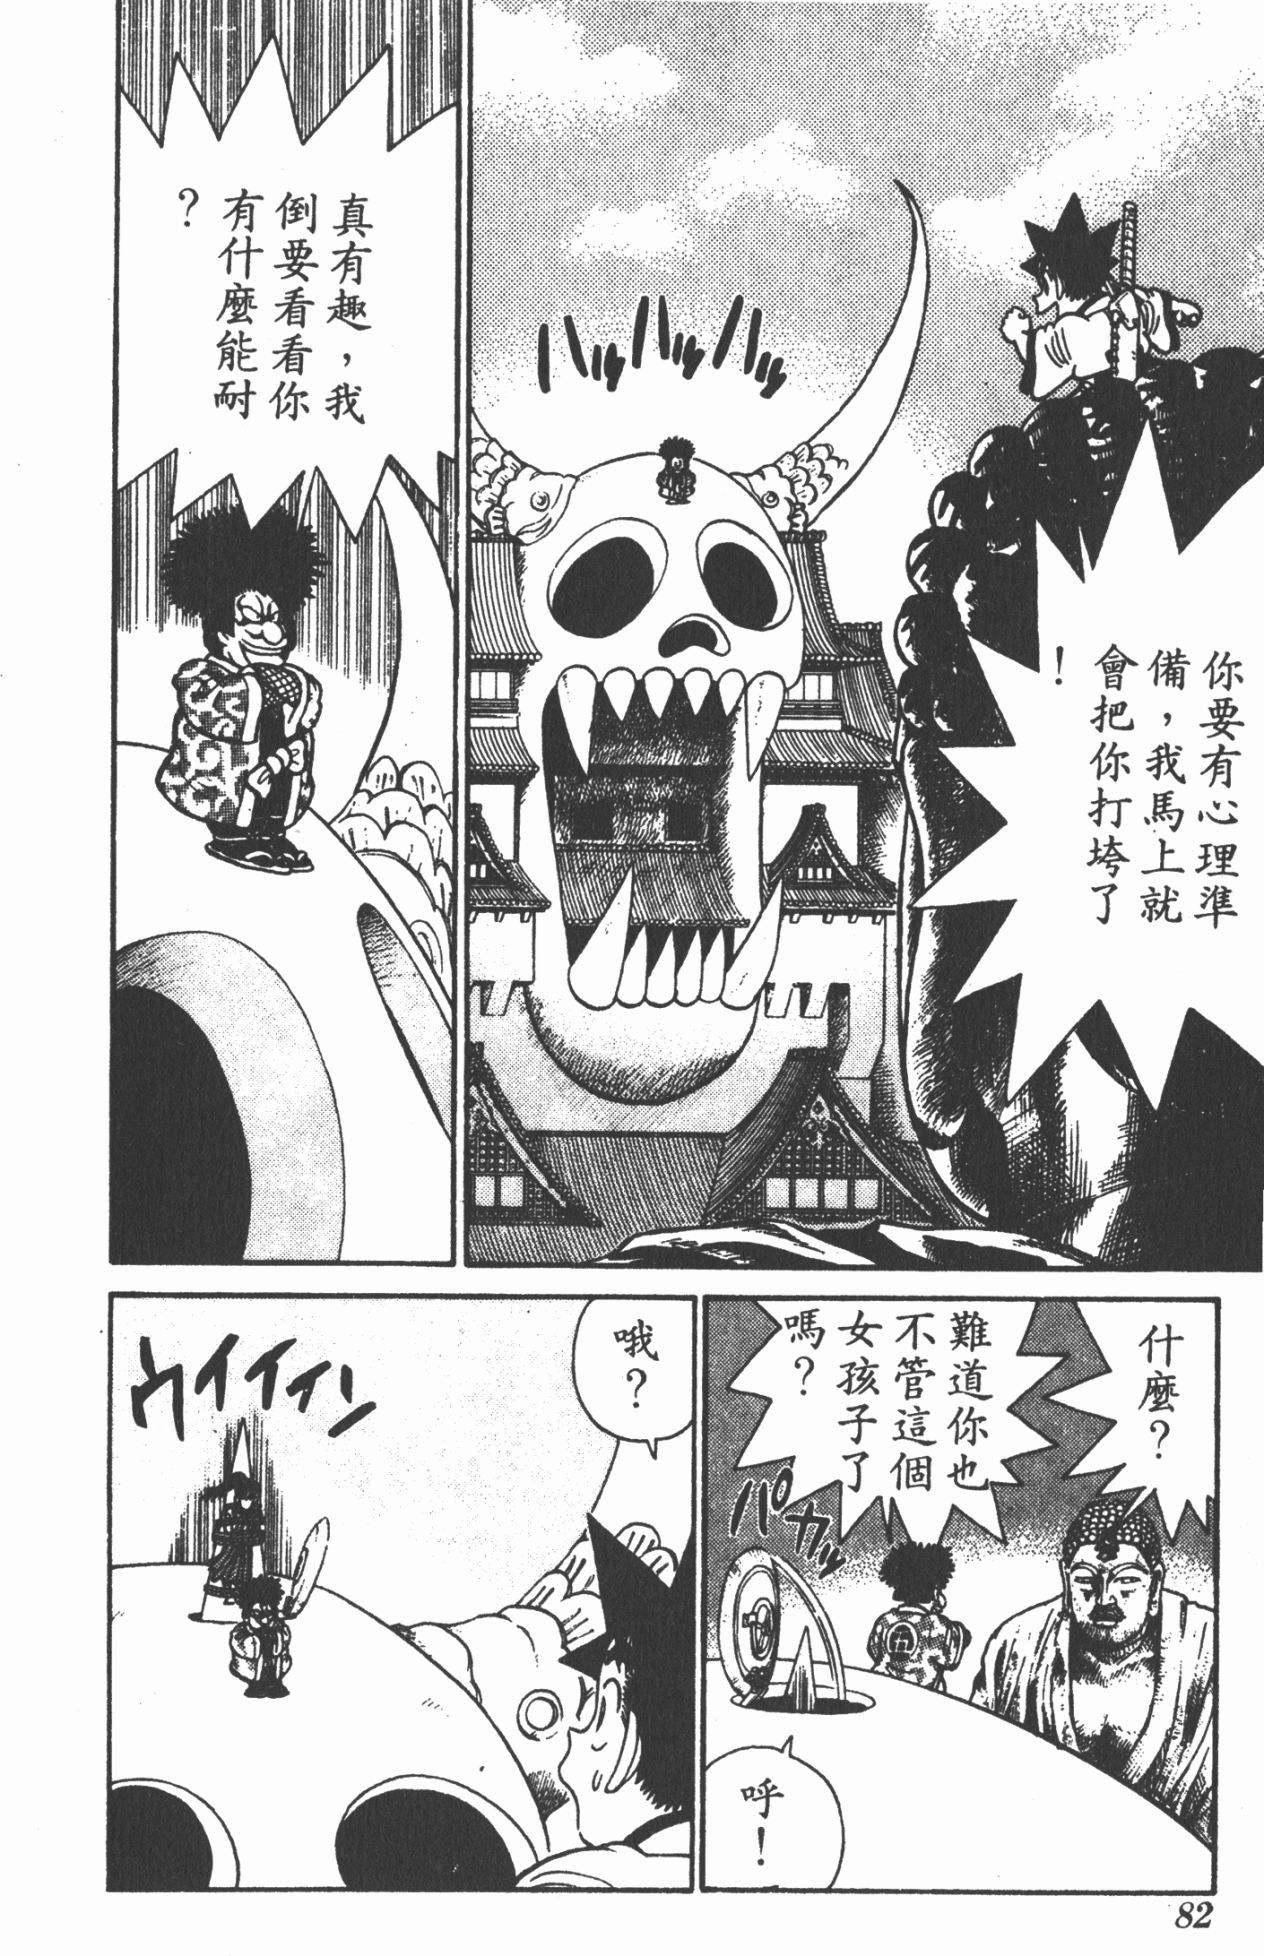 你要有心理準
備，我馬上就
會把你打垮了
！
ハッハッハッ
真有趣，我
倒要看看你
有什麼能耐
？
什麼？
難道你也
不管這個
女孩子了
嗎？
パカッ
呼！
哦？
ウイイイン
82